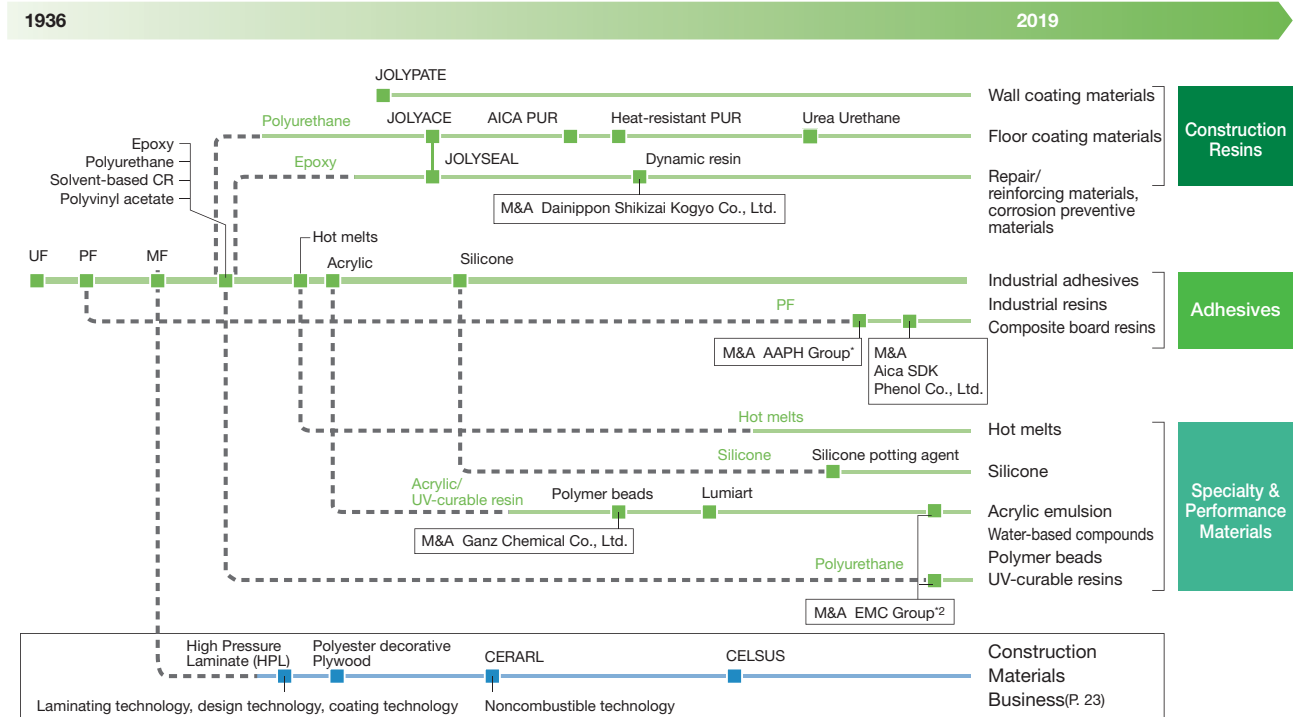 1936
2019
JOLYPATE
Wall coating materials
Polyurethane
JOLYACE
AICA PUR
Heat-resistant PUR
Urea Urethane
Floor coating materials
Construction
Resins
Epoxy
Polyurethane
Solvent-based CR
Polyvinyl acetate
Epoxy
JOLYSEAL
Dynamic resin
Repair/
reinforcing materials,
corrosion preventive
materials
M&A Dainippon Shikizai Kogyo Co., Ltd.
UF
PF
MF
Hot melts
Acrylic
Silicone
Industrial adhesives
Industrial resins
Composite board resins
Adhesives
PF
M&A AAPH Group*
M&A
Aica SDK
Phenol Co., Ltd.
Hot melts
Hot melts
Silicone
Silicone potting agent
Silicone
Acrylic/
UV-curable resin
Polymer beads
Lumiart
Acrylic emulsion
Water-based compounds
Polymer beads
UV-curable resins
Specialty &
Performance
Materials
M&A Ganz Chemical Co., Ltd.
Polyurethane
M&A EMC Group*2
High Pressure
Laminate (HPL)
Polyester decorative
Plywood
CERARL
CELSUS
Construction
Materials
Business(P. 23)
Laminating technology, design technology, coating technology
Noncombustible technology